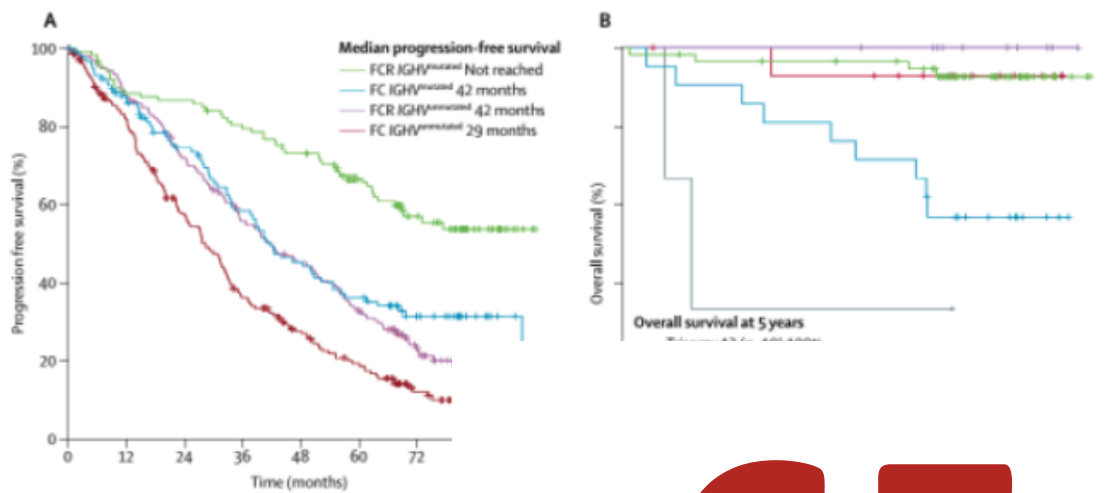 A
Median progression-free survival
FCR IGHVmutated Not reached
FC IGHVmutated 42 months
FCR IGHVunmutated 42 months
FC IGHVunmutated 29 months
Progression free survival (%)
100
80
60
40
20
0
0 12 24 36 48 60 72
Time (months)
B
Overall survival (%)
Overall survival at 5 years